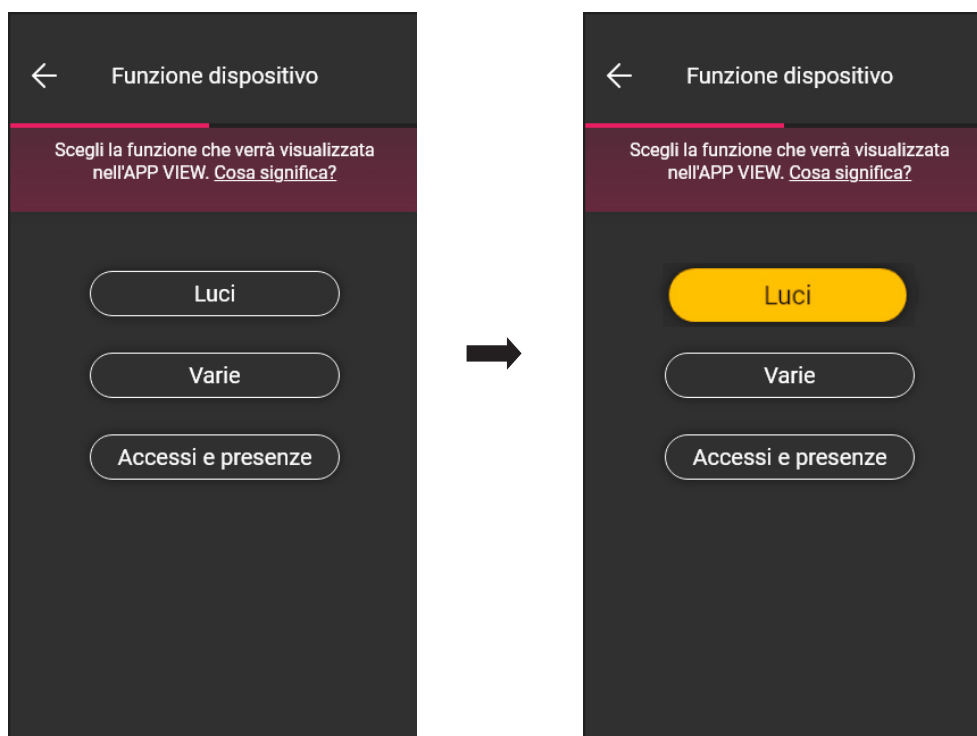 Funzione dispositivo
Scegli la funzione che verrà visualizzata
nell'APP VIEW. Cosa significa?
Luci
Varie
Accessi e presenze
Funzione dispositivo
Scegli la funzione che verrà visualizzata
nell'APP VIEW. Cosa significa?
Luci
Varie
Accessi e presenze